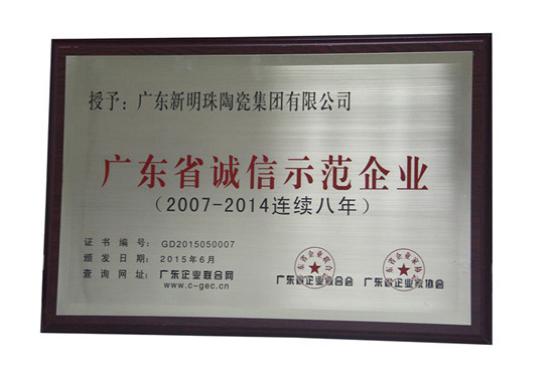 授予：广东新明珠陶瓷集团有限公司
广东省诚信示范企业
（2007-2014连续八年）
证书编号：GD2015050007
颁发日期：2015年6月
查询网址：广东企业联合网
www.c-gec.cn
广东省企业联合会 广东省企业家协会